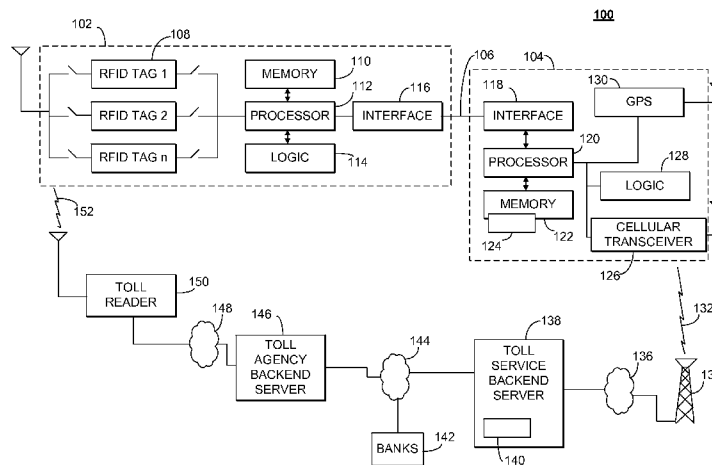 100
102
108
RFID TAG 1
RFID TAG 2
RFID TAG n
MEMORY
110
PROCESSOR
112
LOGIC
114
INTERFACE
116
106
104
118
INTERFACE
130
GPS
120
PROCESSOR
128
LOGIC
MEMORY
124
122
CELLULAR
TRANSCEIVER
126
152
TOLL
READER
150
148
146
TOLL
AGENCY
BACKEND
SERVER
144
BANKS
142
138
TOLL
SERVICE
BACKEND
SERVER
140
136
132